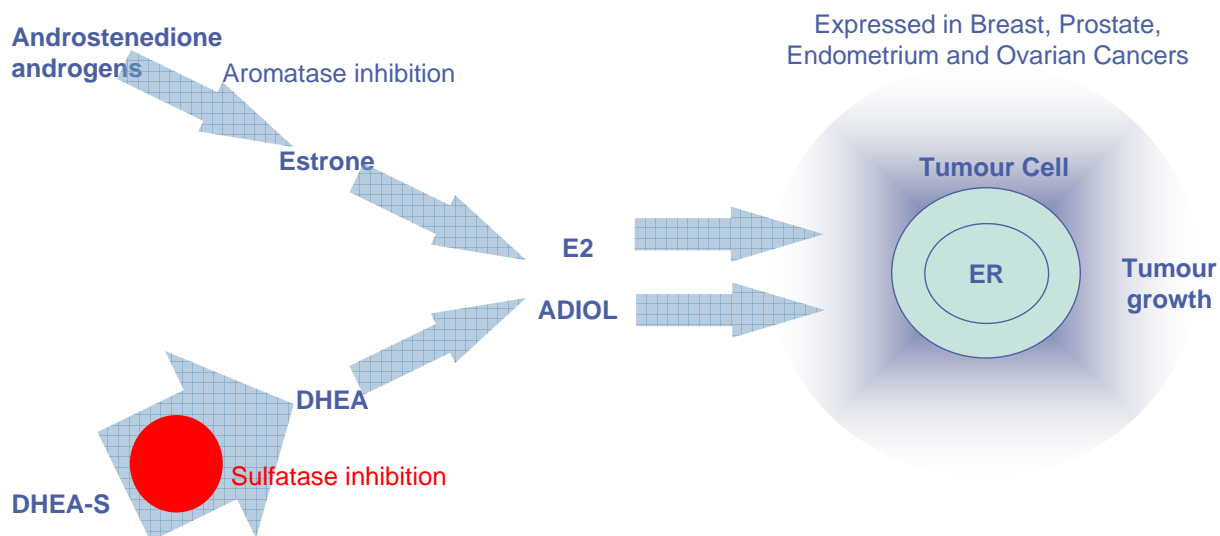 Androstenedione
androgens
Aromatase inhibition
Estrone
E2
ADIOL
DHEA
Sulfatase inhibition
DHEA-S
Expressed in Breast, Prostate,
Endometrium and Ovarian Cancers
Tumour Cell
ER
Tumour
growth